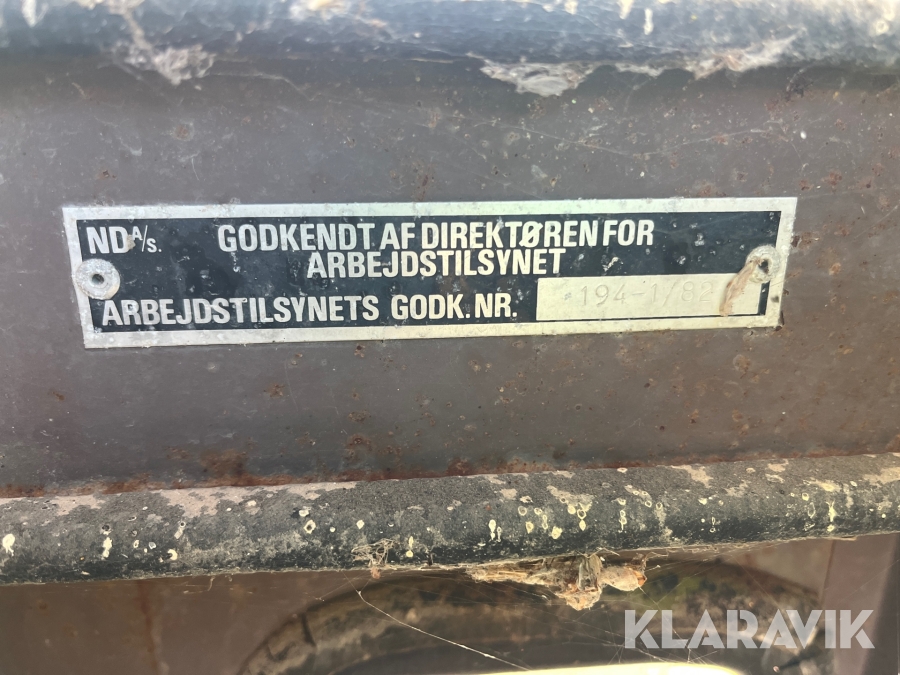 ND A/S. GODKENDT AF DIREKTØREN FOR
ARBEJDSTILSYNET
ARBEJDSTILSYNETS GODK. NR. 194-1/82
KLARAVIK